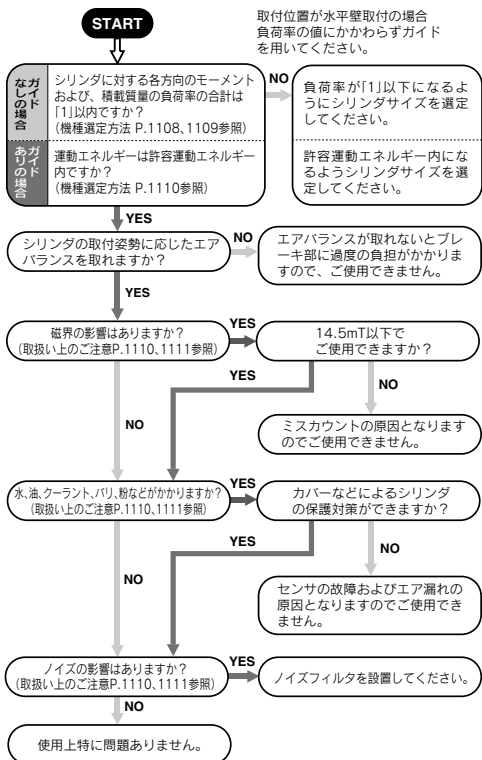 START
取付位置が水平壁取付の場合
負荷率の値にかかわらずガイド
を用いてください。
ガイド
なしの場合
シリンダに対する各方向のモーメント
および、積載質量の負荷率の合計は
「1」以内ですか？
(機種選定方法 P.1108、1109参照)
NO
負荷率が「1」以下になるよ
うにシリンダサイズを選定
してください。
ガイド
ありの場合
運動エネルギーは許容運動エネルギー
内ですか？
(機種選定方法 P.1110参照)
許容運動エネルギー内にな
るようシリンダサイズを選
定してください。
YES
シリンダの取付姿勢に応じたエア
バランスを取れますか？
NO
エアバランスが取れないとブレ
ーキ部に過度の負担がかかりま
すので、ご使用できません。
YES
磁界の影響はありますか？
(取扱い上のご注意P.1110、1111参照)
YES
14.5mT以下で
ご使用できますか？
YES
NO
NO
ミスカウントの原因となります
のでご使用できません。
水、油、クーラント、バリ、粉などがかかりますか？
(取扱い上のご注意P.1110、1111参照)
YES
カバーなどによるシリンダ
の保護対策ができますか？
YES
NO
NO
センサの故障およびエア漏れの
原因となりますのでご使用でき
ません。
ノイズの影響はありますか？
(取扱い上のご注意P.1110、1111参照)
YES
ノイズフィルタを設置してください。
NO
使用上特に問題ありません。